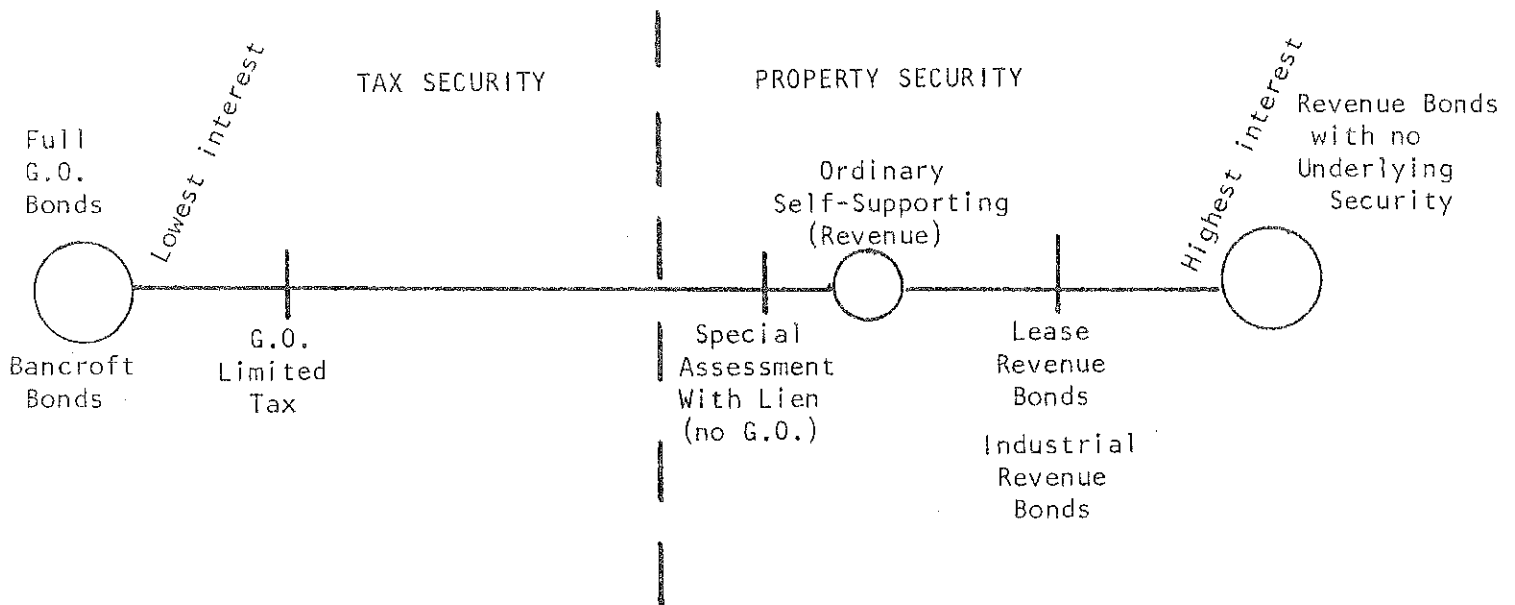 TAX SECURITY
PROPERTY SECURITY
Full
G.O.
Bonds
Lowest interest
Bancroft
Bonds
G.O.
Limited
Tax
Special
Assessment
With Lien
(no G.O.)
Ordinary
Self-Supporting
(Revenue)
Lease
Revenue
Bonds
Industrial
Revenue
Bonds
Highest interest
Revenue Bonds
with no
Underlying
Security